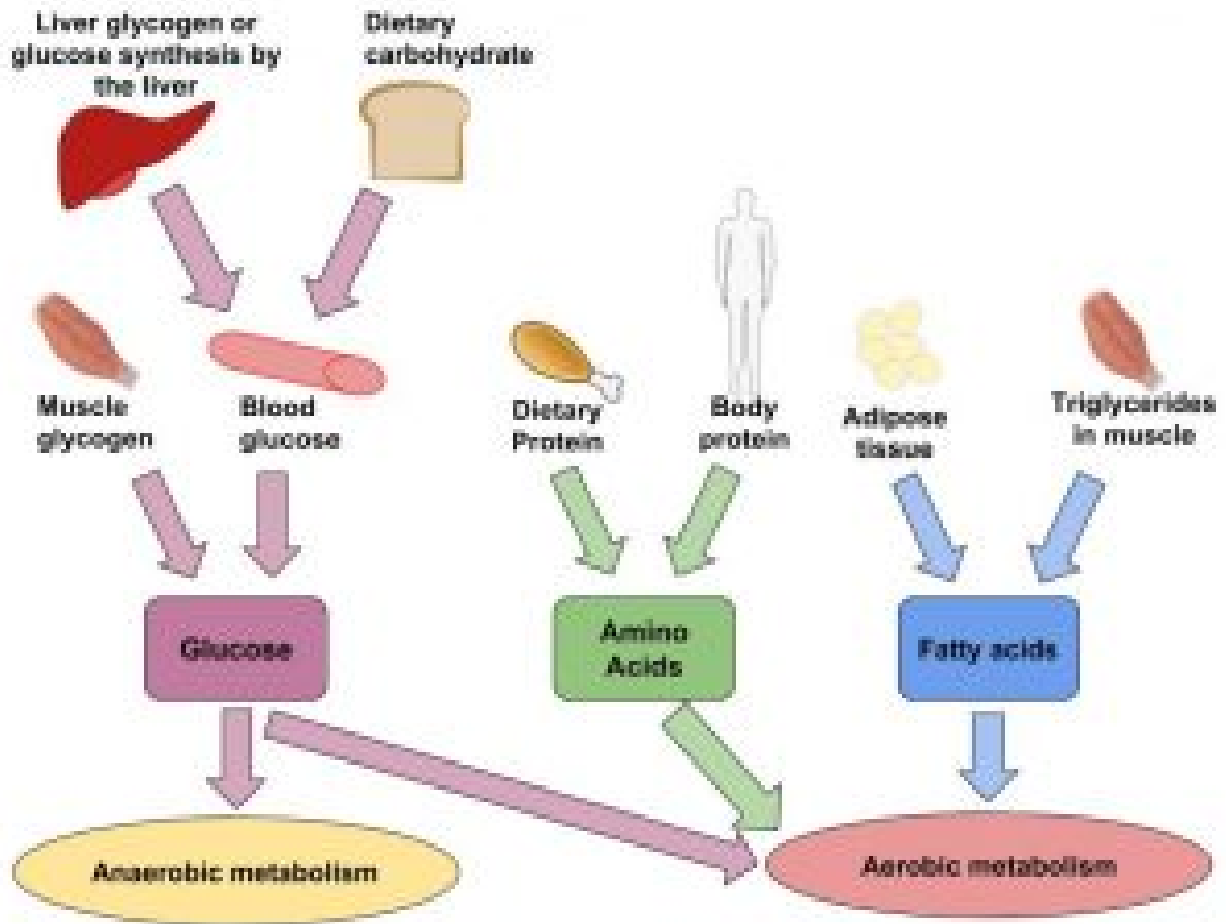 Liver glycogen or
glucose synthesis by
the liver
Dietary
carbohydrate
Muscle
glycogen
Blood
glucose
Dietary
Protein
Body
protein
Adipose
tissue
Triglycerides
in muscle
Glucose
Amino
Acids
Fatty acids
Anaerobic metabolism
Aerobic metabolism